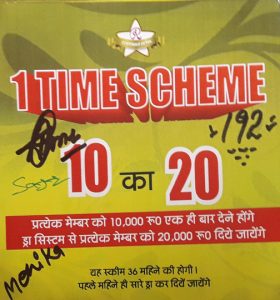 1 TIME SCHEME
192
10 का 20
प्रत्येक मेम्बर को 10,000 रू0 एक ही बार देने होंगे
ड्रा सिस्टम से प्रत्येक मेम्बर को 20,000 रू0 दिये जायेंगे
Monika
यह स्कीम 36 महिने की होगी।
पहले महिने ही सारे ड्रा कर दिये जायेंगे